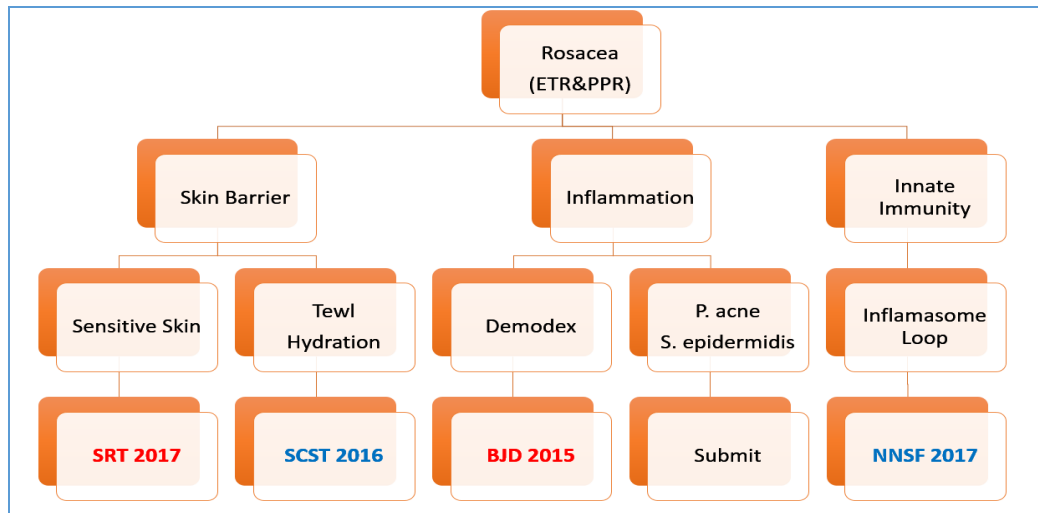 Rosacea
(ETR&PPR)
Skin Barrier
Inflammation
Innate
Immunity
Sensitive Skin
Tewl
Hydration
Demodex
P. acne
S. epidermidis
Inflamasome
Loop
SRT 2017
SCST 2016
BJD 2015
Submit
NNSF 2017